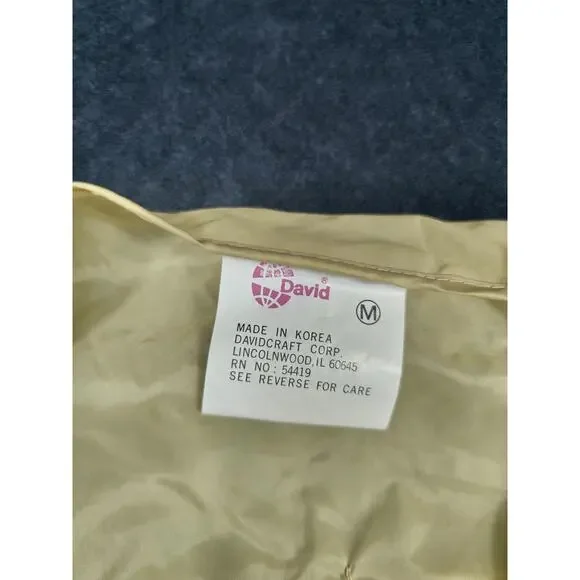 David®
Ⓜ
MADE IN KOREA
DAVIDCRAFT CORP.
LINCOLNWOOD, IL 60645
RN NO : 54419
SEE REVERSE FOR CARE